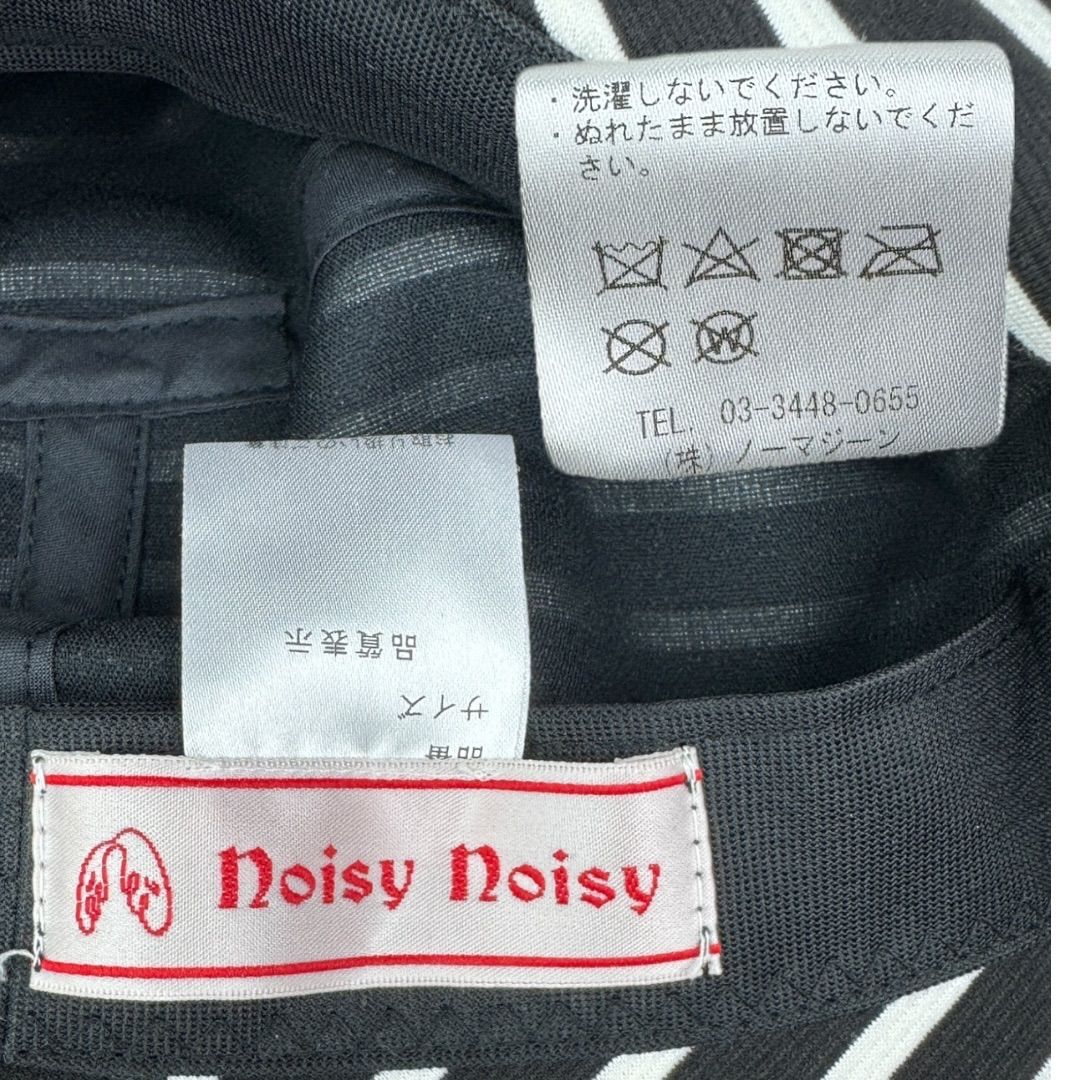 ・洗濯しないでください。
・ぬれたまま放置しないでくだ
さい。
TEL. 03-3448-0655
(株)ノーマジーン
品質表示
サイズ
品番
noisy noisy